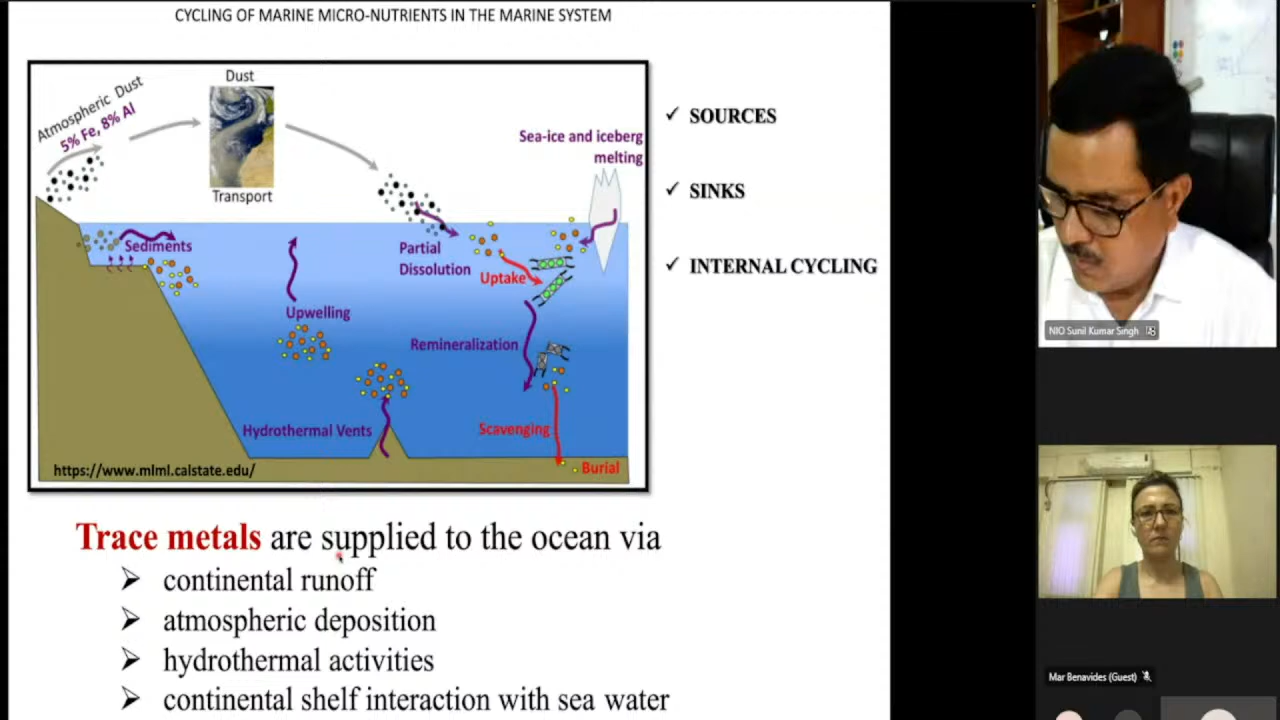 CYCLING OF MARINE MICRO-NUTRIENTS IN THE MARINE SYSTEM
Atmospheric Dust
5% Fe, 8% Al
Dust
Transport
Sea-ice and iceberg
melting
Sediments
Partial
Dissolution
Uptake
Upwelling
Remineralization
Hydrothermal Vents
Scavenging
Burial
https://www.mlml.calstate.edu/
✓ SOURCES
✓ SINKS
✓ INTERNAL CYCLING
Trace metals are supplied to the ocean via
➢ continental runoff
➢ atmospheric deposition
➢ hydrothermal activities
➢ continental shelf interaction with sea water
NIO Sunil Kumar Singh
Mar Benavides (Guest)